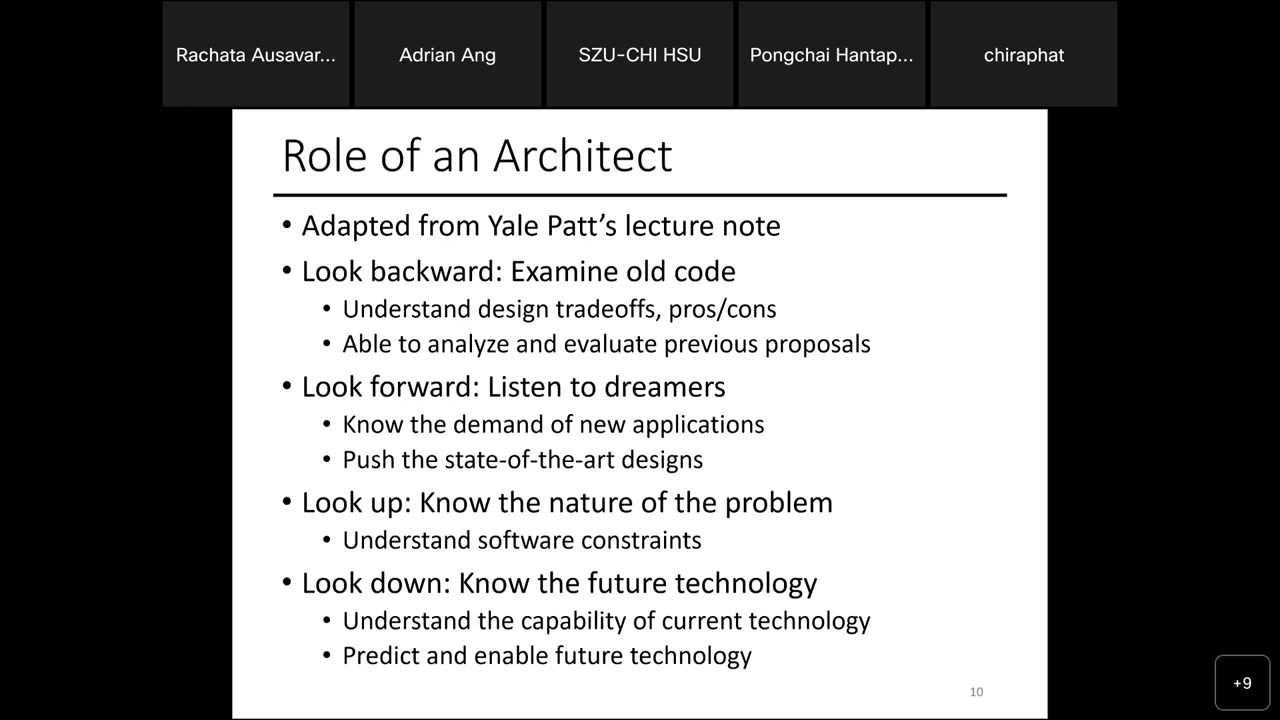 Rachata Ausavar...
Adrian Ang
SZU-CHI HSU
Pongchai Hantap...
chiraphat
Role of an Architect
• Adapted from Yale Patt’s lecture note
• Look backward: Examine old code
• Understand design tradeoffs, pros/cons
• Able to analyze and evaluate previous proposals
• Look forward: Listen to dreamers
• Know the demand of new applications
• Push the state-of-the-art designs
• Look up: Know the nature of the problem
• Understand software constraints
• Look down: Know the future technology
• Understand the capability of current technology
• Predict and enable future technology
10
+9